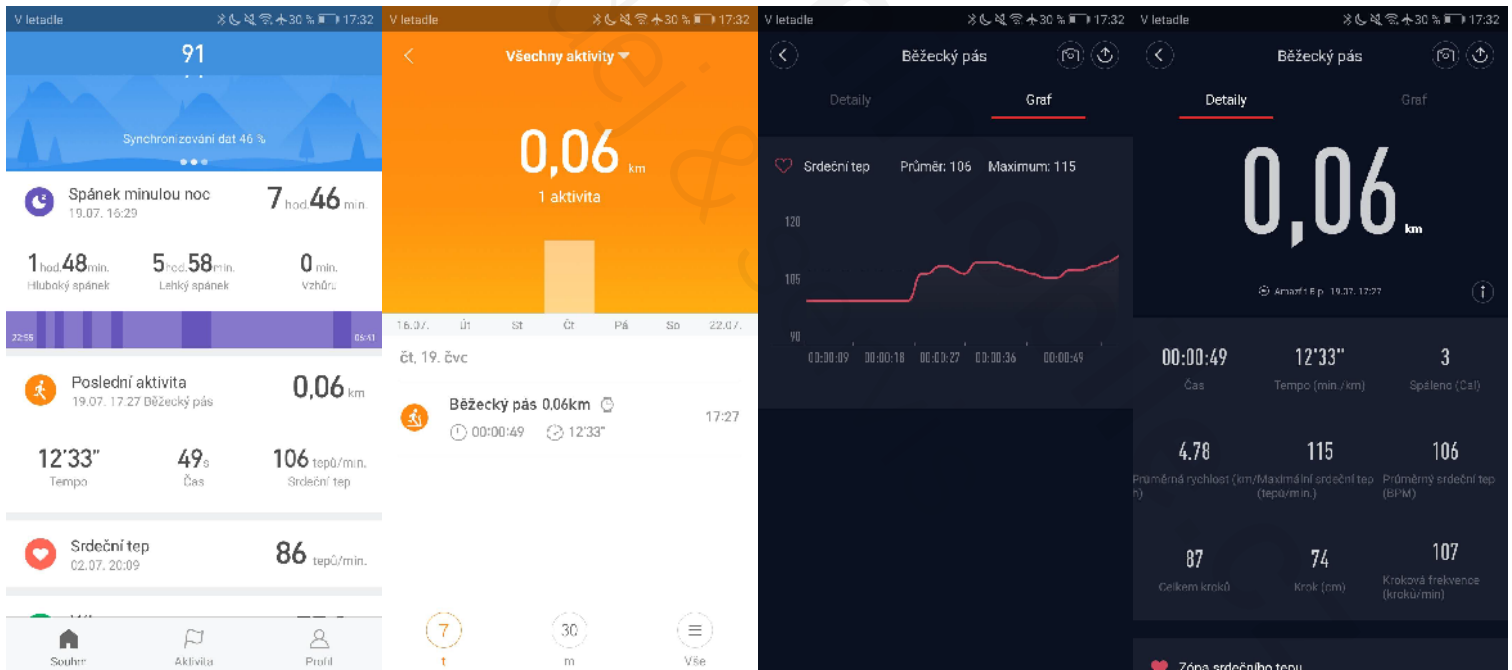 V letadle 30 % 17:32
91
Synchronizování dat 46 %
Spánek minulou noc
19.07. 16:29
7 hod. 46 min.
1 hod. 48 min. 5 hod. 58 min. 0 min.
Hluboký spánek Lehký spánek Vzhůru
22:55 06:41
Poslední aktivita
19.07. 17:27 Běžecký pás
0,06 km
12'33" 49 s 106 tepů/min.
Tempo Čas Srdeční tep
Srdeční tep
02.07. 20:09
86 tepů/min.
Souhrn Aktivita Profil
V letadle 30 % 17:32
Všechny aktivity
0,06 km
1 aktivita
16.07. Út St Čt Pá So 22.07.
čt, 19. čvc
Běžecký pás 0.06km
00:00:49 12'33"
17:27
7 30
t m Vše
V letadle 30 % 17:32
Běžecký pás
Detaily Graf
Srdeční tep Průměr: 106 Maximum: 115
120
105
90
00:00:09 00:00:18 00:00:27 00:00:36 00:00:49
V letadle 30 % 17:32
Běžecký pás
Detaily Graf
0,06 km
Amazfit Bip 19.07. 17:27
00:00:49 12'33" 3
Čas Tempo (min./km) Spáleno (Cal)
4.78 115 106
Průměrná rychlost (km/h) Maximální srdeční tep (tepů/min.) Průměrný srdeční tep (BPM)
87 74 107
Celkem kroků Krok (cm) Kroková frekvence (kroků/min)
Zóna srdečního tepu